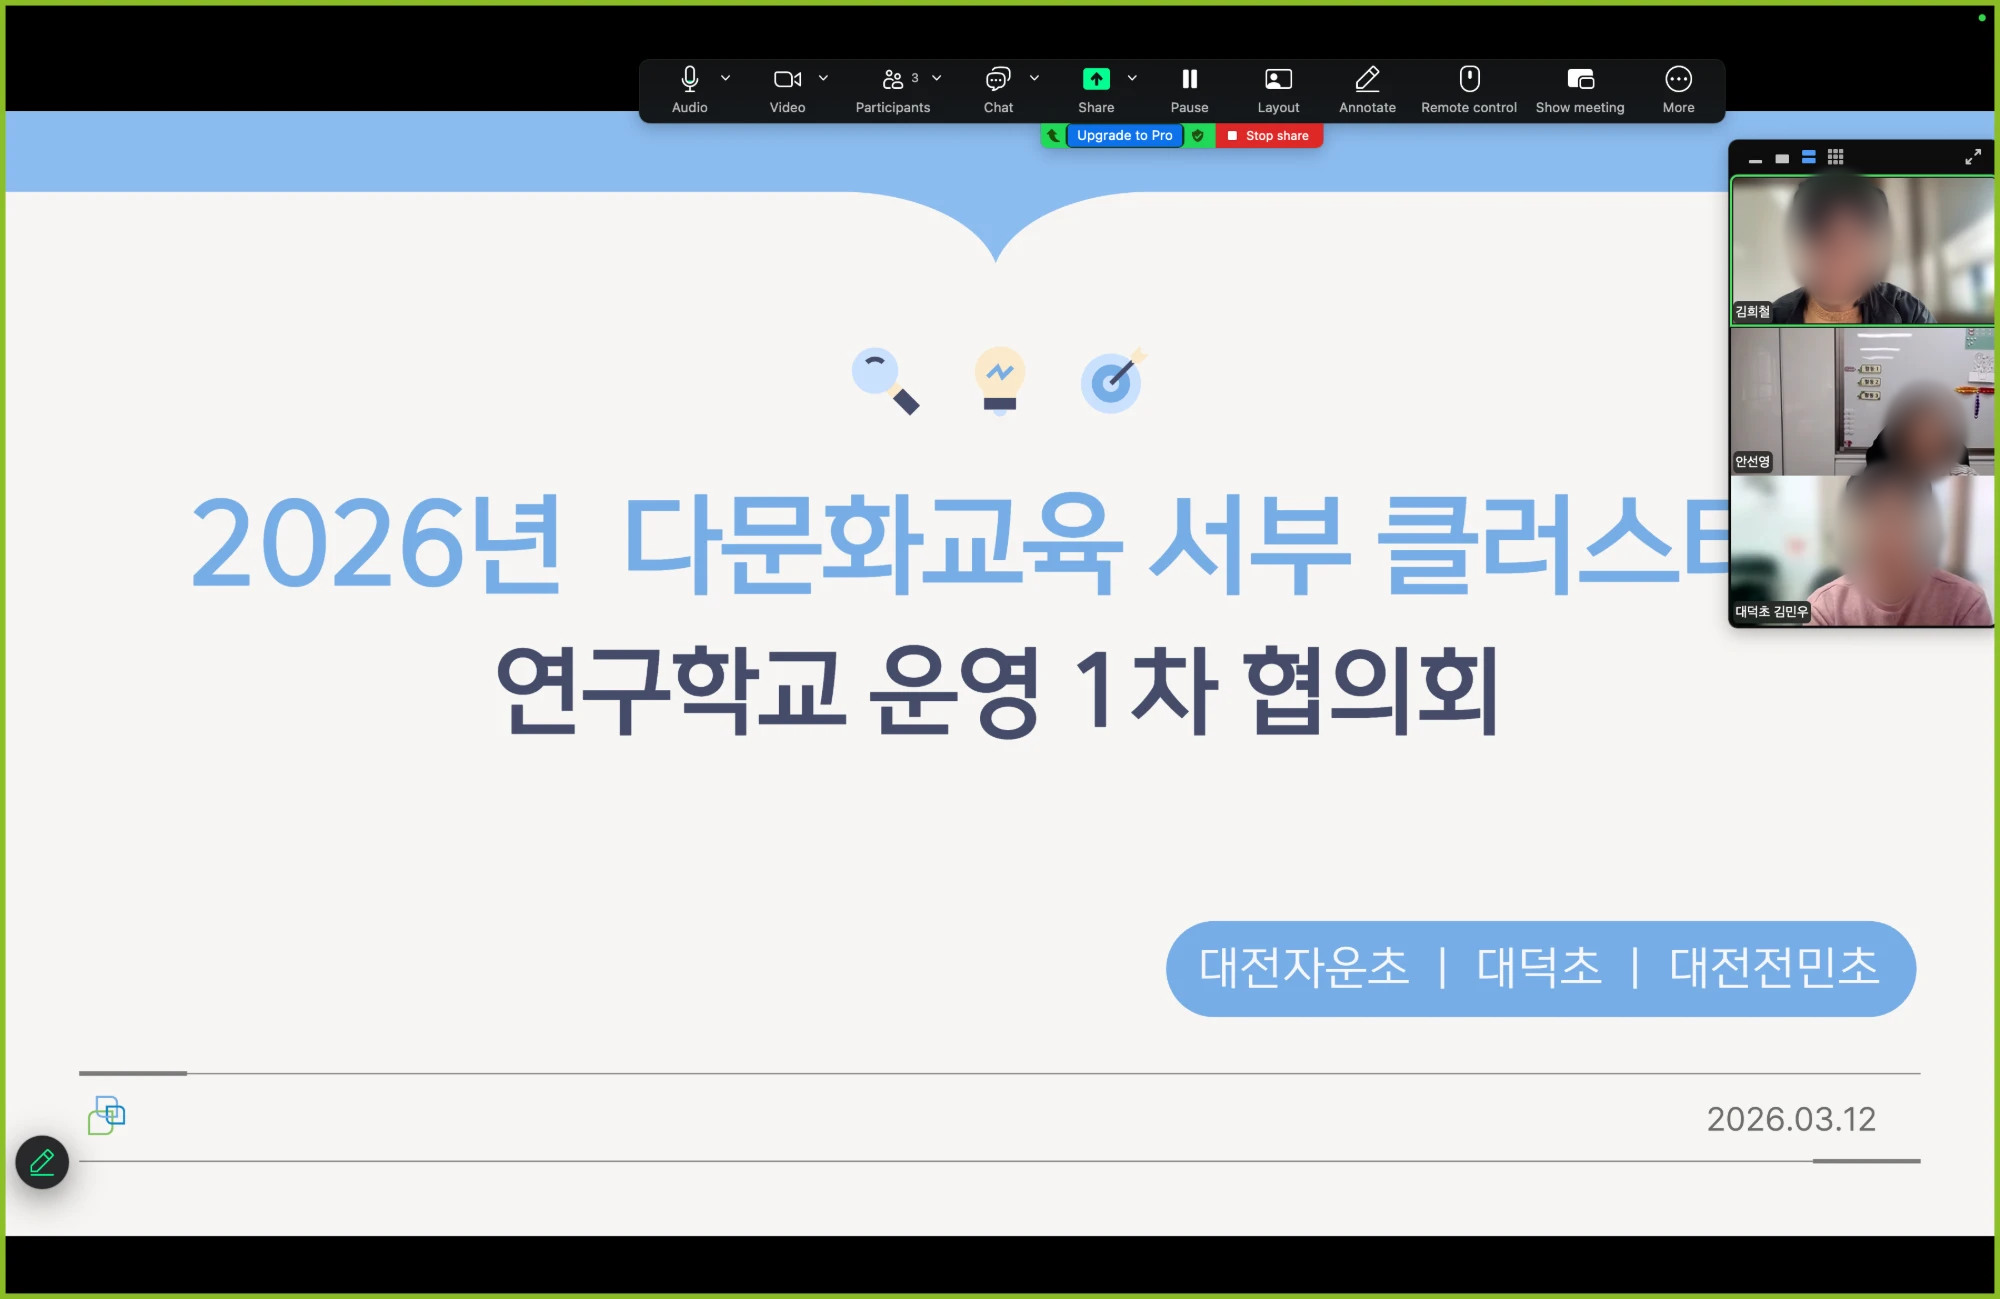 Audio
Video
Participants 3
Chat
Share
Pause
Layout
Annotate
Remote control
Show meeting
More
Upgrade to Pro
Stop share
김희철
안선영
대덕초 김민우
2026년 다문화교육 서부 클러스
연구학교 운영 1차 협의회
대전자운초 | 대덕초 | 대전전민초
2026.03.12